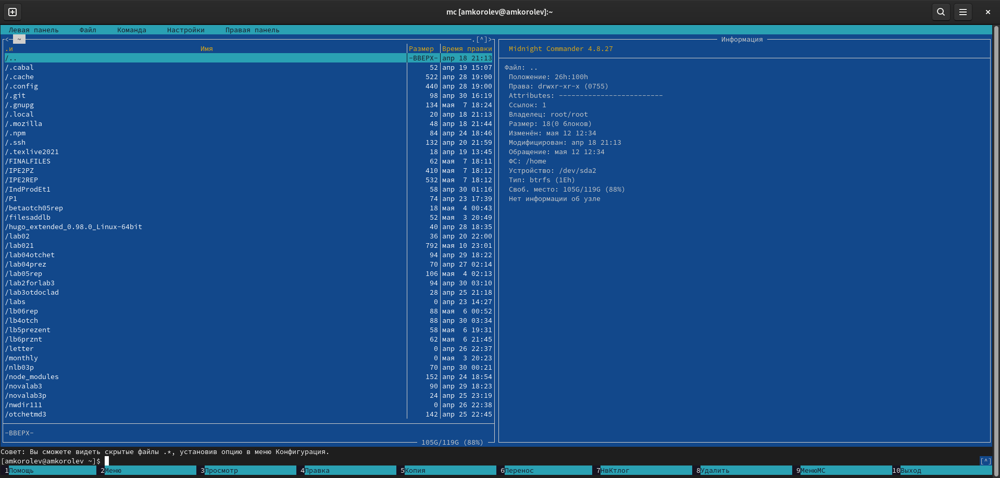 mc [amkorolev@amkorolev]:~
Левая панель Файл Команда Настройки Правая панель
<─ ~ .[^]> Информация
.и Имя Размер Время правки Midnight Commander 4.8.27
/.. -ВВЕРХ- апр 18 21:13
/.cabal 52 апр 19 15:07 Файл: ..
/.cache 522 апр 28 19:00 Положение: 26h:100h
/.config 440 апр 28 19:00 Права: drwxr-xr-x (0755)
/.git 98 апр 30 16:19 Attributes: -------------------------
/.gnupg 134 мая 7 18:24 Ссылок: 1
/.local 20 апр 18 21:13 Владелец: root/root
/.mozilla 48 апр 18 21:44 Размер: 18(0 блоков)
/.npm 84 апр 24 18:46 Изменён: мая 12 12:34
/.ssh 132 апр 20 21:59 Модифицирован: апр 18 21:13
/.texlive2021 18 апр 19 13:45 Обращение: мая 12 12:34
/FINALFILES 62 мая 7 18:11 ФС: /home
/IPE2PZ 410 мая 7 18:12 Устройство: /dev/sda2
/IPE2REP 532 мая 7 18:12 Тип: btrfs (1Eh)
/IndProdEt1 58 апр 30 01:16 Своб. место: 105G/119G (88%)
/P1 74 апр 23 17:39 Нет информации об узле
/betaotch05rep 18 мая 4 00:43
/filesaddlb 52 мая 3 20:49
/hugo_extended_0.98.0_Linux-64bit 40 апр 28 18:35
/lab02 36 апр 20 22:00
/lab021 792 мая 10 23:01
/lab04otchet 94 апр 29 18:22
/lab04prez 70 апр 27 02:14
/lab05rep 106 мая 4 02:13
/lab2forlab3 94 апр 30 03:10
/lab3otdoclad 28 апр 25 21:18
/labs 0 апр 23 14:27
/lb06rep 88 мая 6 00:52
/lb4otch 88 апр 30 03:34
/lb5prezent 58 мая 6 19:31
/lb6prznt 62 мая 6 21:45
/letter 0 апр 26 22:37
/monthly 0 мая 3 20:23
/nlb03p 70 апр 30 00:21
/node_modules 152 апр 24 18:54
/novalab3 90 апр 29 18:23
/novalab3p 24 апр 25 23:19
/nwdir111 0 апр 26 22:38
/otchetmd3 142 апр 25 22:45
-ВВЕРХ-
105G/119G (88%)
Совет: Вы сможете видеть скрытые файлы .*, установив опцию в меню Конфигурация.
[amkorolev@amkorolev ~]$ [^]
1Помощь 2Меню 3Просмотр 4Правка 5Копия 6Перенос 7НвКтлог 8Удалить 9МенюМС 10Выход